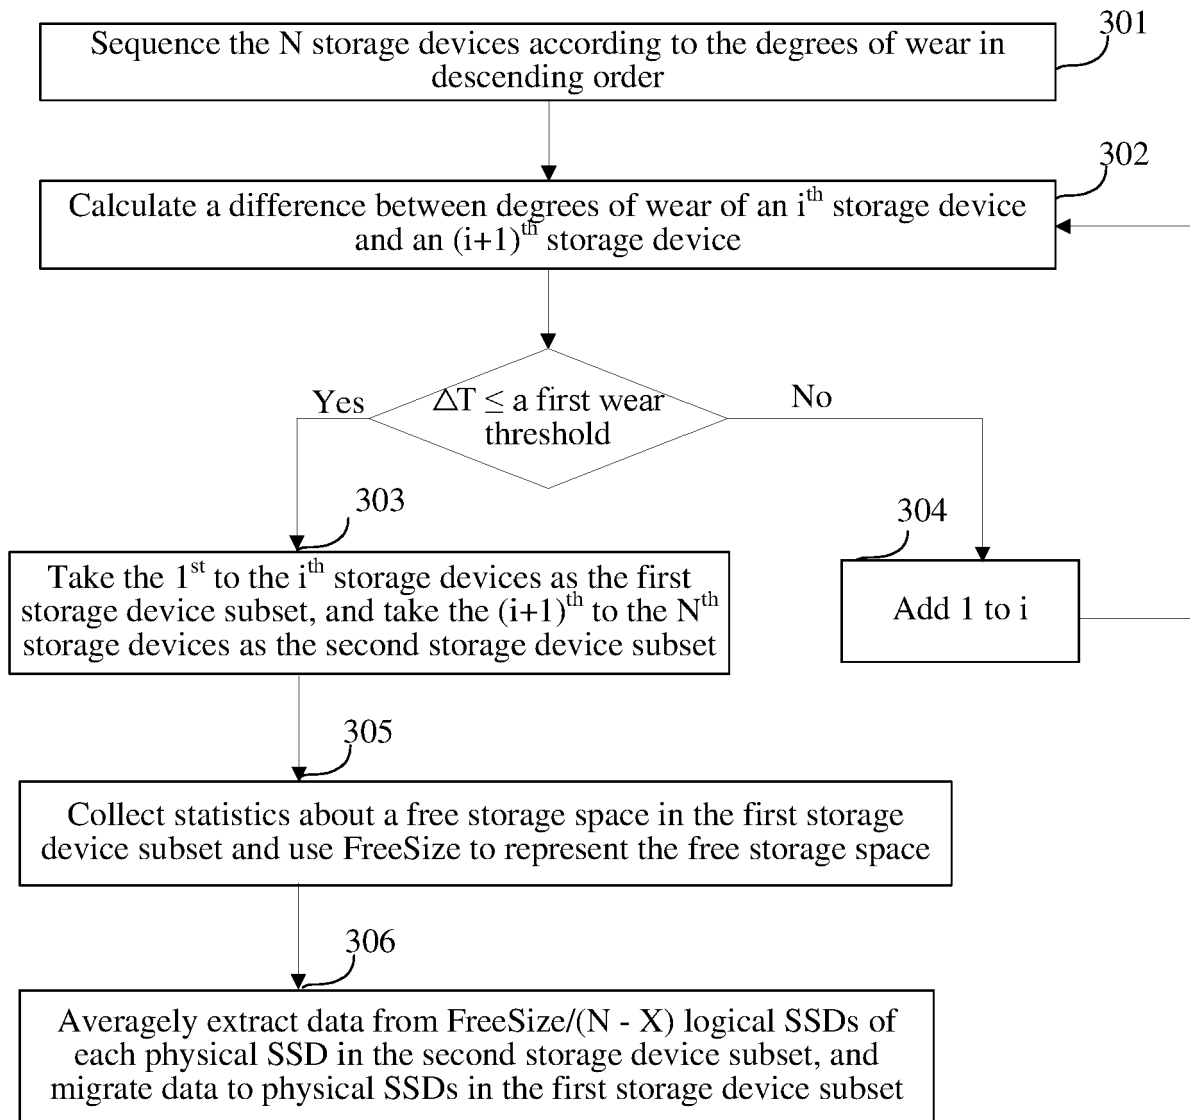 301
Sequence the N storage devices according to the degrees of wear in
descending order
302
Calculate a difference between degrees of wear of an i^th storage device
and an (i+1)^th storage device
Yes
△T ≤ a first wear
threshold
No
303
Take the 1^st to the i^th storage devices as the first
storage device subset, and take the (i+1)^th to the N^th
storage devices as the second storage device subset
304
Add 1 to i
305
Collect statistics about a free storage space in the first storage
device subset and use FreeSize to represent the free storage space
306
Averagely extract data from FreeSize/(N - X) logical SSDs of
each physical SSD in the second storage device subset, and
migrate data to physical SSDs in the first storage device subset